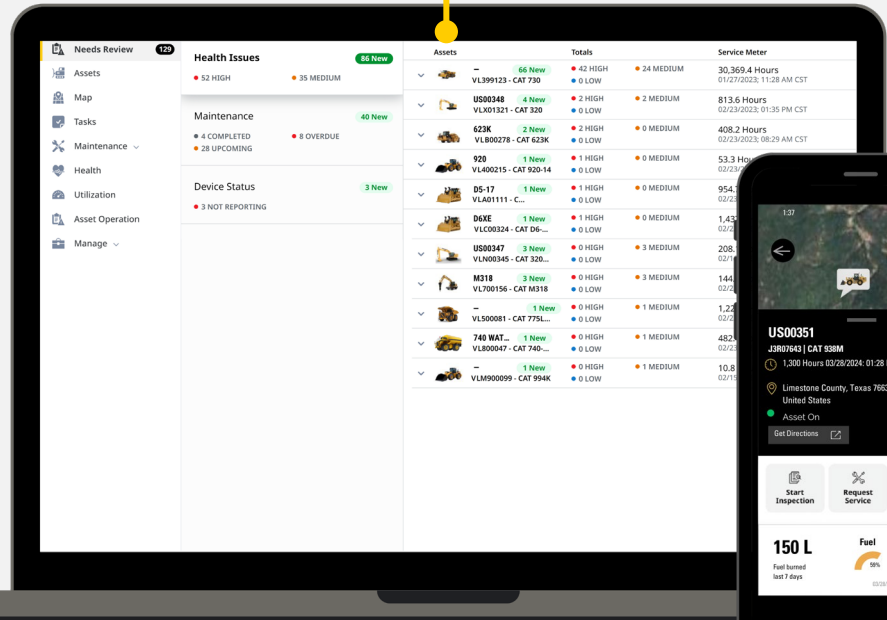 Needs Review 129
Assets
Map
Tasks
Maintenance
Health
Utilization
Asset Operation
Manage
Health Issues 86 New
52 HIGH 35 MEDIUM
Maintenance 40 New
4 COMPLETED 8 OVERDUE
28 UPCOMING
Device Status 3 New
3 NOT REPORTING
Assets Totals Service Meter
– 66 New 42 HIGH 24 MEDIUM 30,369.4 Hours
VL399123 - CAT 730 0 LOW 01/27/2023; 11:28 AM CST
US00348 4 New 2 HIGH 2 MEDIUM 813.6 Hours
VLX01321 - CAT 320 0 LOW 02/23/2023; 01:35 PM CST
623K 2 New 2 HIGH 0 MEDIUM 408.2 Hours
VLB00278 - CAT 623K 0 LOW 02/23/2023; 08:29 AM CST
920 1 New 1 HIGH 0 MEDIUM 53.3
VL400215 - CAT 920-14 0 LOW
D5-17 1 New 1 HIGH 0 MEDIUM
VLA01111 - C... 0 LOW
D6XE 1 New 1 HIGH 0 MEDIUM
VLC00324 - CAT D6-... 0 LOW
US00347 3 New 0 HIGH 3 MEDIUM
VLN00345 - CAT 320... 0 LOW
M318 3 New 0 HIGH 3 MEDIUM
VL700156 - CAT M318 0 LOW
– 1 New 0 HIGH 1 MEDIUM
VL500081 - CAT 775L... 0 LOW
740 WAT... 1 New 0 HIGH 1 MEDIUM
VL800047 - CAT 740-... 0 LOW
– 1 New 0 HIGH 1 MEDIUM 10.8
VLM900099 - CAT 994K 0 LOW
1:37
US00351
J3R07643 | CAT 938M
1,300 Hours 03/28/2024: 01:28
Limestone County, Texas
United States
Asset On
Get Directions
Start Request
Inspection Service
150 L Fuel
Fuel burned 59%
last 7 days